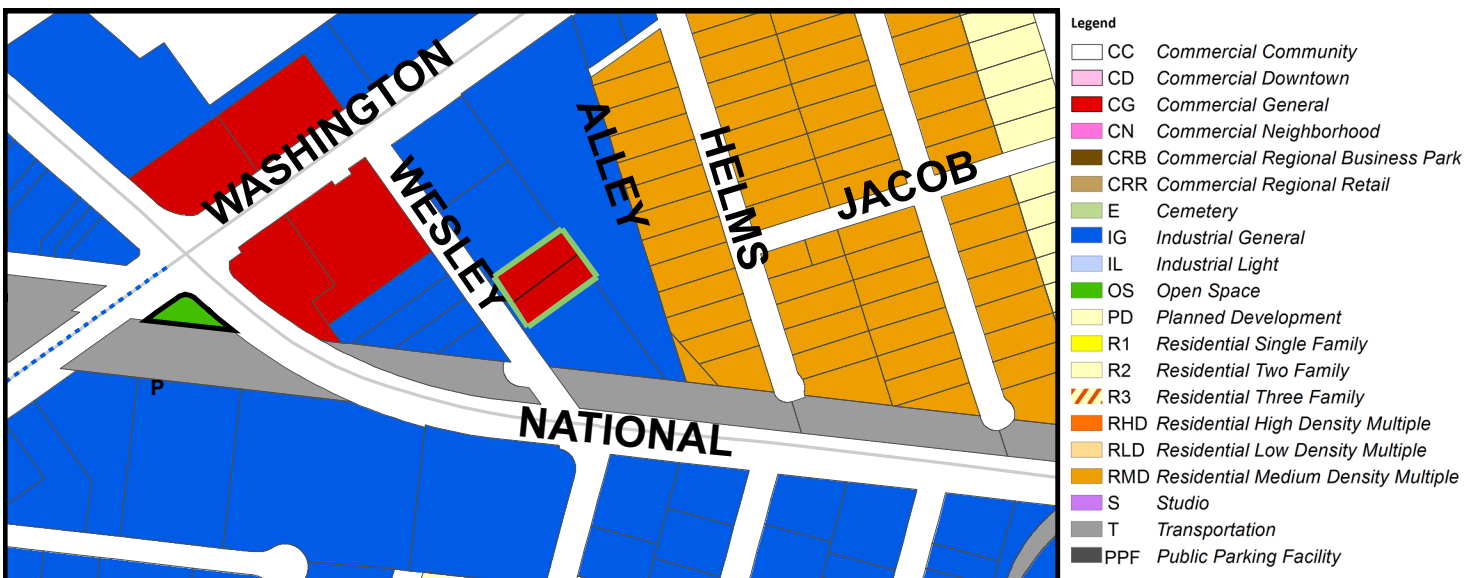 WASHINGTON
WESLEY
ALLEY
HELMS
JACOB
P
NATIONAL
Legend
CC Commercial Community
CD Commercial Downtown
CG Commercial General
CN Commercial Neighborhood
CRB Commercial Regional Business Park
CRR Commercial Regional Retail
E Cemetery
IG Industrial General
IL Industrial Light
OS Open Space
PD Planned Development
R1 Residential Single Family
R2 Residential Two Family
R3 Residential Three Family
RHD Residential High Density Multiple
RLD Residential Low Density Multiple
RMD Residential Medium Density Multiple
S Studio
T Transportation
PPF Public Parking Facility